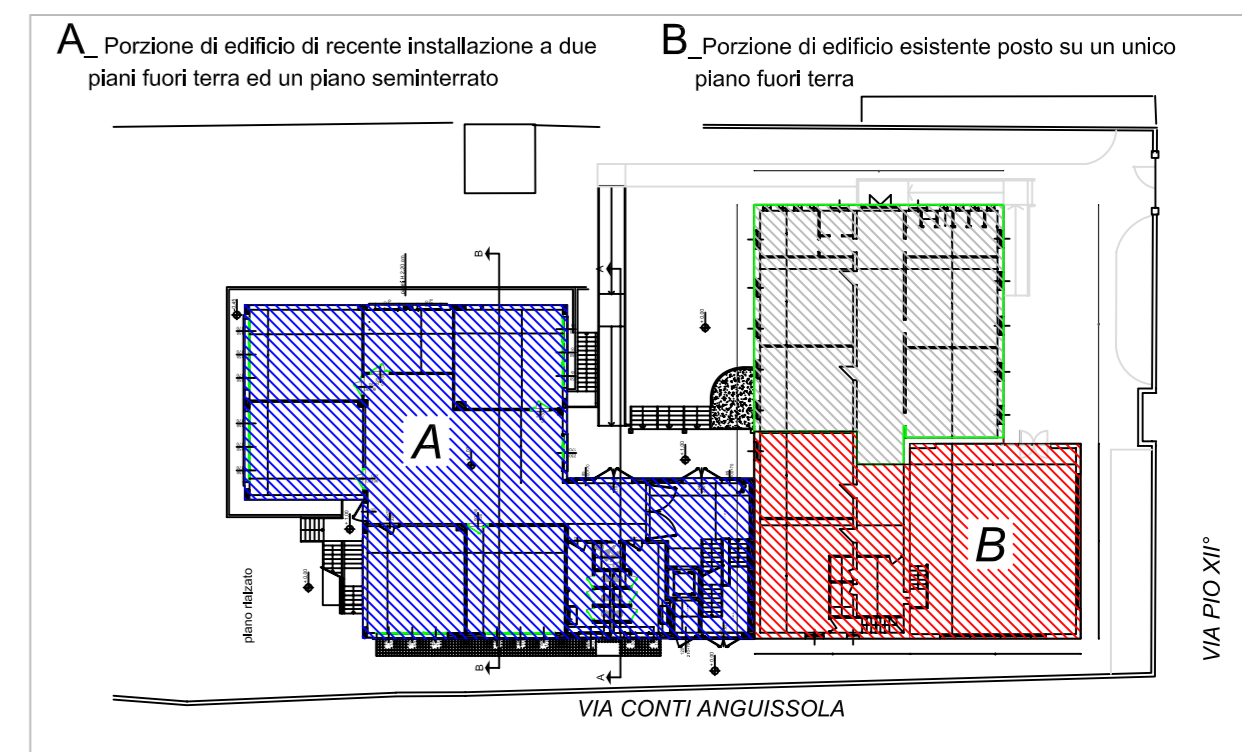 A_ Porzione di edificio di recente installazione a due
piani fuori terra ed un piano seminterrato
B_Porzione di edificio esistente posto su un unico
piano fuori terra
B
A
A
B
piano rialzato
B
A
VIA CONTI ANGUISSOLA
VIA PIO XII°